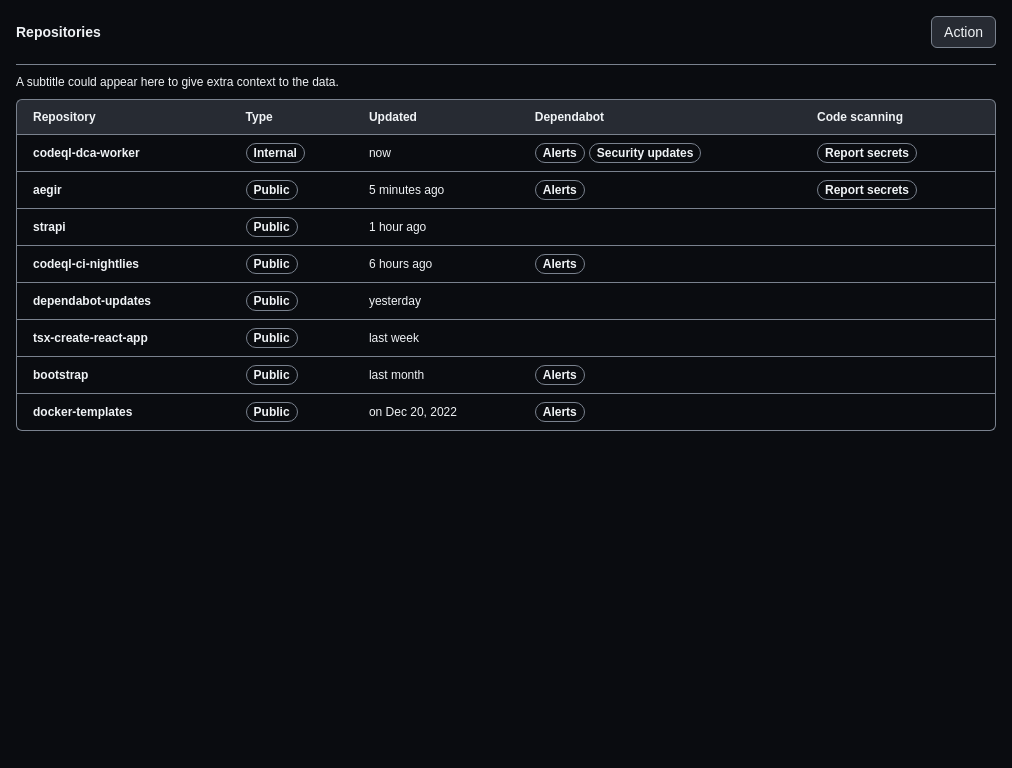 Repositories Action
A subtitle could appear here to give extra context to the data.
Repository Type Updated Dependabot Code scanning
codeql-dca-worker Internal now Alerts Security updates Report secrets
aegir Public 5 minutes ago Alerts Report secrets
strapi Public 1 hour ago
codeql-ci-nightlies Public 6 hours ago Alerts
dependabot-updates Public yesterday
tsx-create-react-app Public last week
bootstrap Public last month Alerts
docker-templates Public on Dec 20, 2022 Alerts